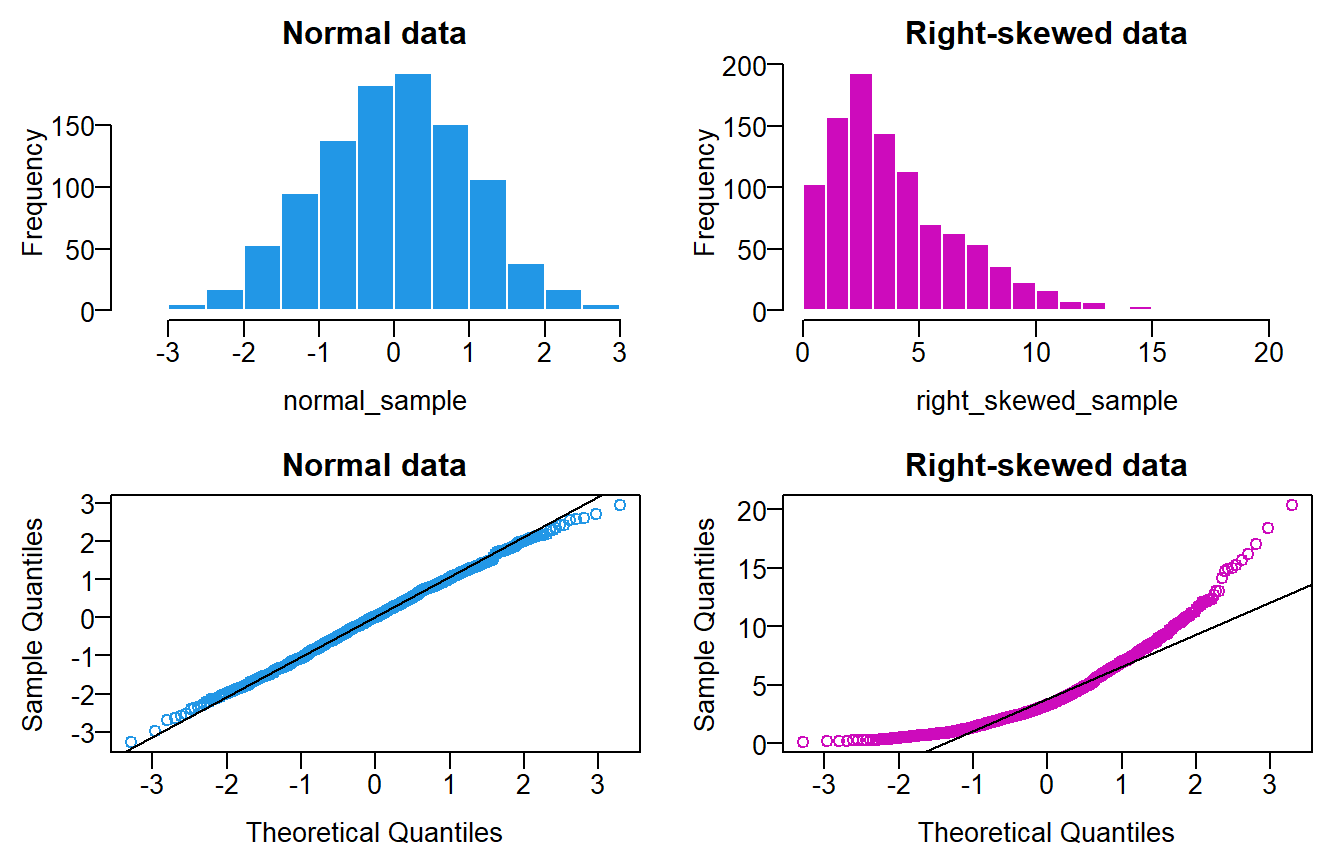 Normal data
Frequency
150
100
50
0
-3 -2 -1 0 1 2 3
normal_sample
Right-skewed data
Frequency
200
150
100
50
0
0 5 10 15 20
right_skewed_sample
Normal data
Sample Quantiles
3
2
1
0
-1
-2
-3
-3 -2 -1 0 1 2 3
Theoretical Quantiles
Right-skewed data
Sample Quantiles
20
15
10
5
0
-3 -2 -1 0 1 2 3
Theoretical Quantiles